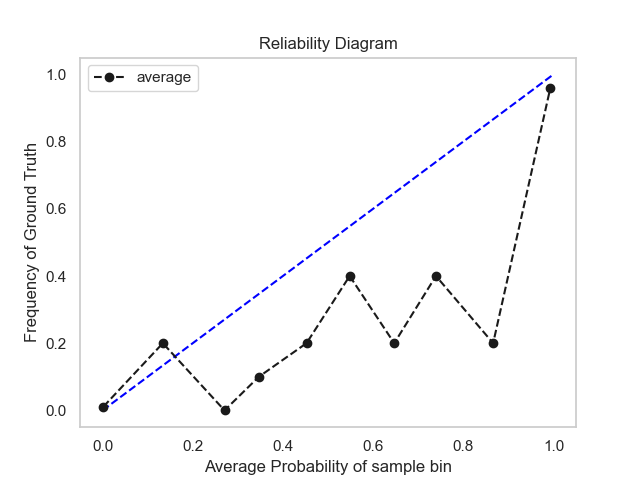 Reliability Diagram
average
Frequency of Ground Truth
1.0
0.8
0.6
0.4
0.2
0.0
0.0 0.2 0.4 0.6 0.8 1.0
Average Probability of sample bin